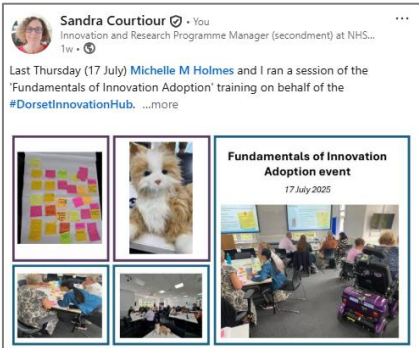 Sandra Courtiour • You
Innovation and Research Programme Manager (secondment) at NHS...
1w •
Last Thursday (17 July) Michelle M Holmes and I ran a session of the
'Fundamentals of Innovation Adoption' training on behalf of the
#DorsetInnovationHub. ...more
Fundamentals of Innovation
Adoption event
17 July 2025